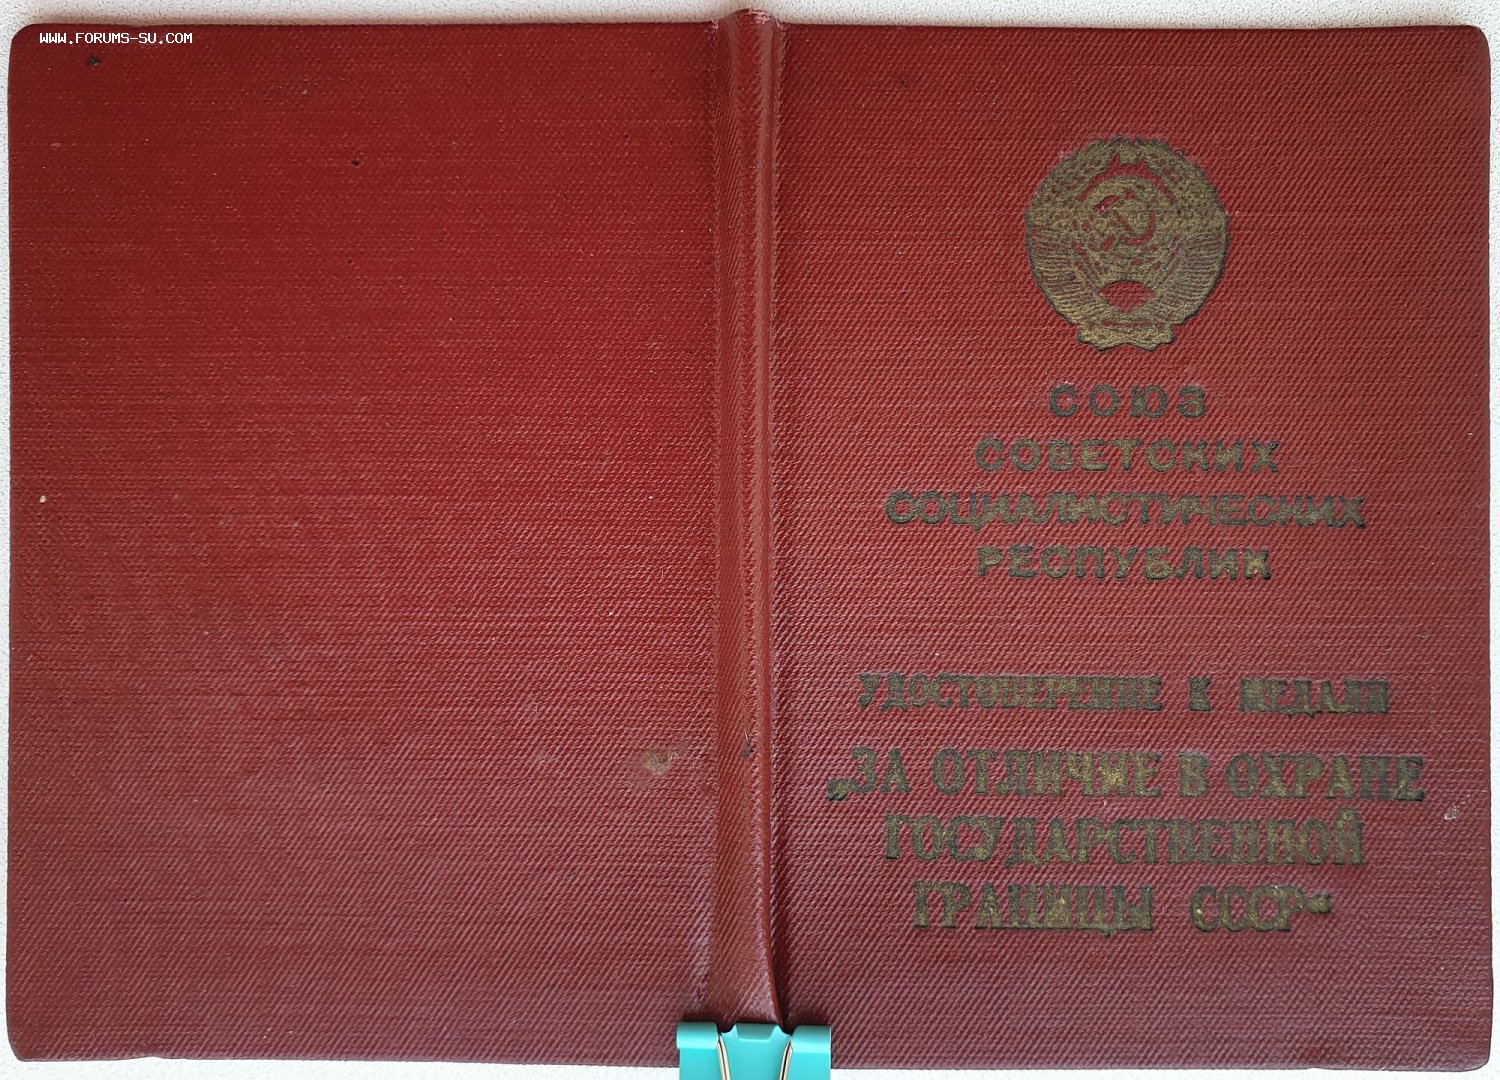 WWW.FORUMS-SU.COM
СОЮЗ
СОВЕТСКИХ
СОЦИАЛИСТИЧЕСКИХ
РЕСПУБЛИК
УДОСТОВЕРЕНИЕ К МЕДАЛИ
„ЗА ОТЛИЧИЕ В ОХРАНЕ
ГОСУДАРСТВЕННОЙ
ГРАНИЦЫ СССР“